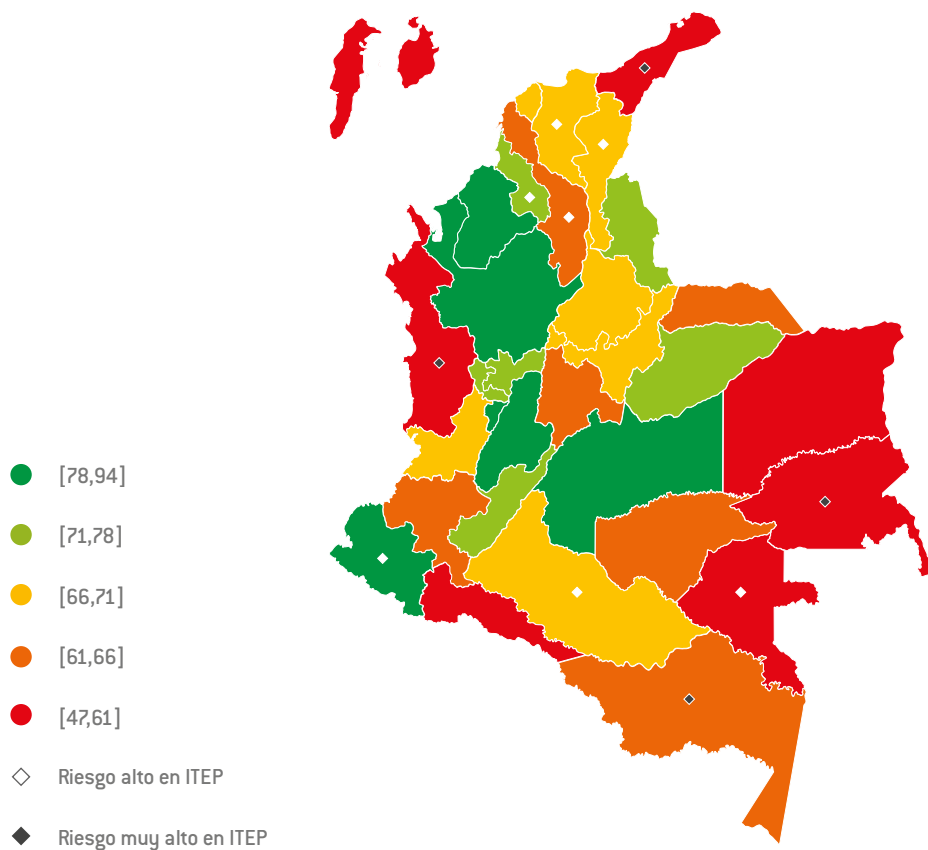 [78,94]
[71,78]
[66,71]
[61,66]
[47,61]
Riesgo alto en ITEP
Riesgo muy alto en ITEP